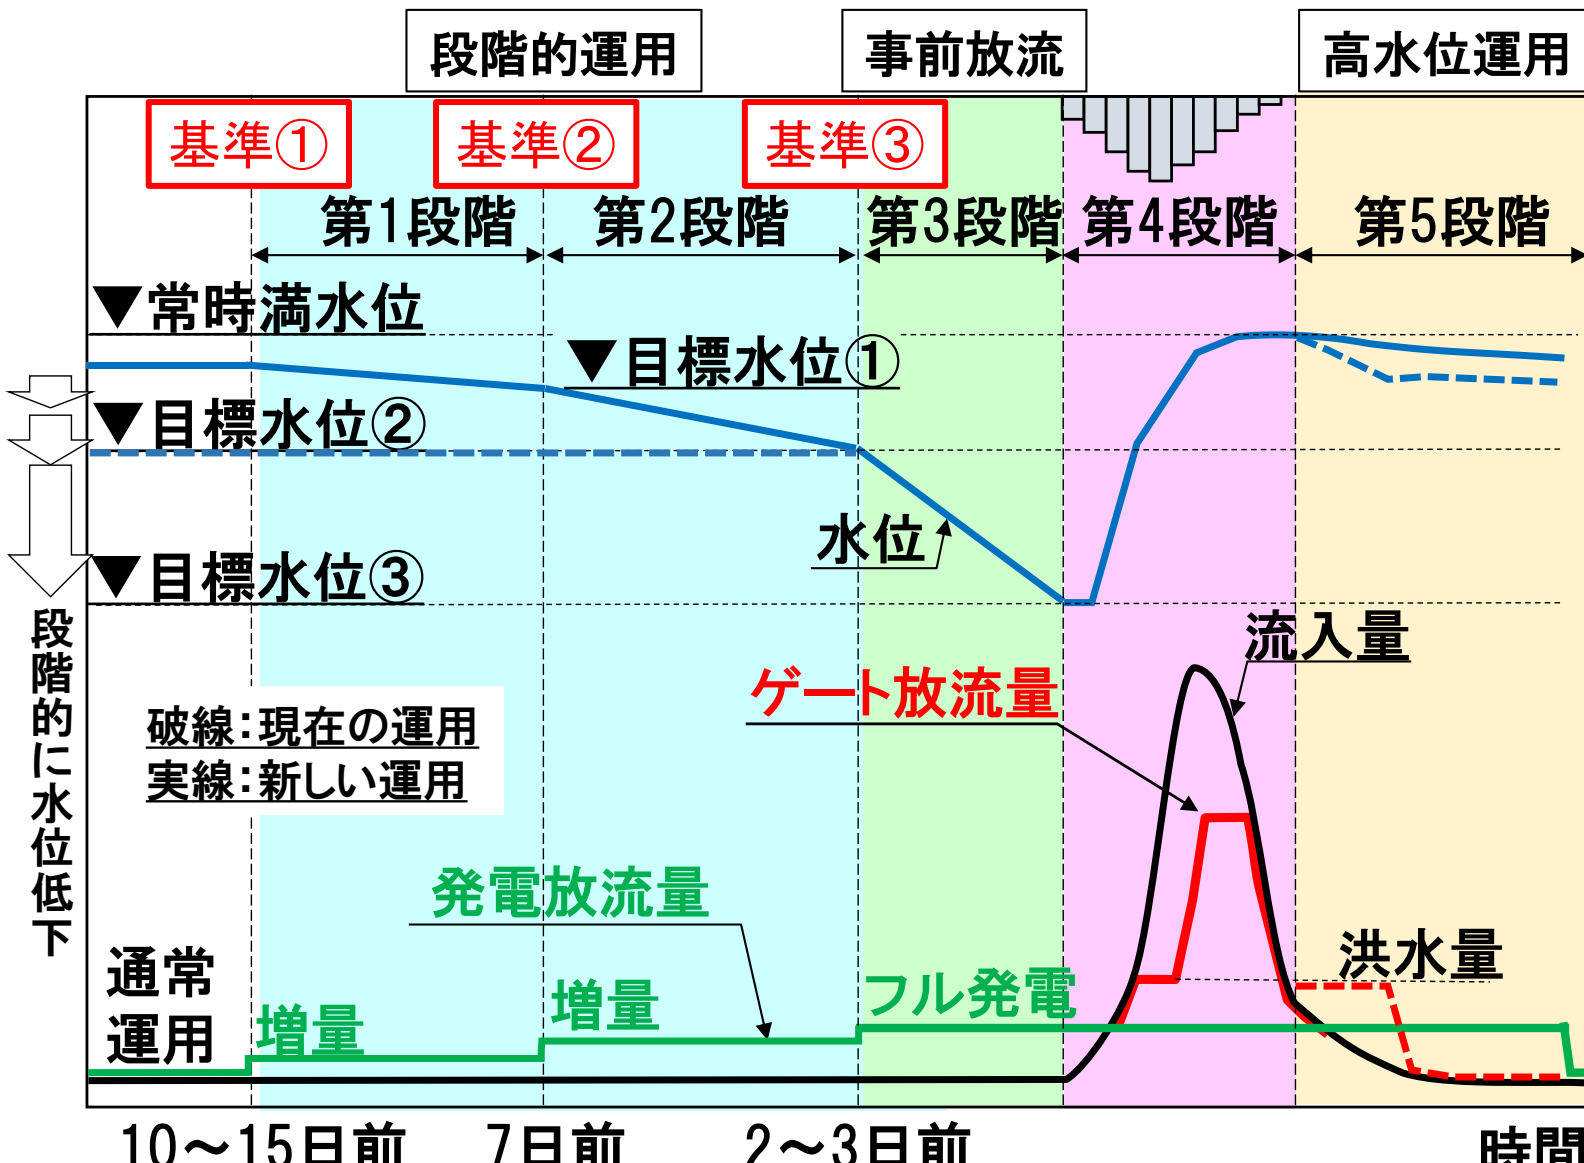 段階的運用
事前放流
高水位運用
基準①
基準②
基準③
第1段階
第2段階
第3段階
第4段階
第5段階
▼常時満水位
▼目標水位①
▼目標水位②
水位
▼目標水位③
段階的に水位低下
流入量
ゲート放流量
破線：現在の運用
実線：新しい運用
発電放流量
洪水量
通常
運用
増量
増量
フル発電
10～15日前
7日前
2～3日前
時間